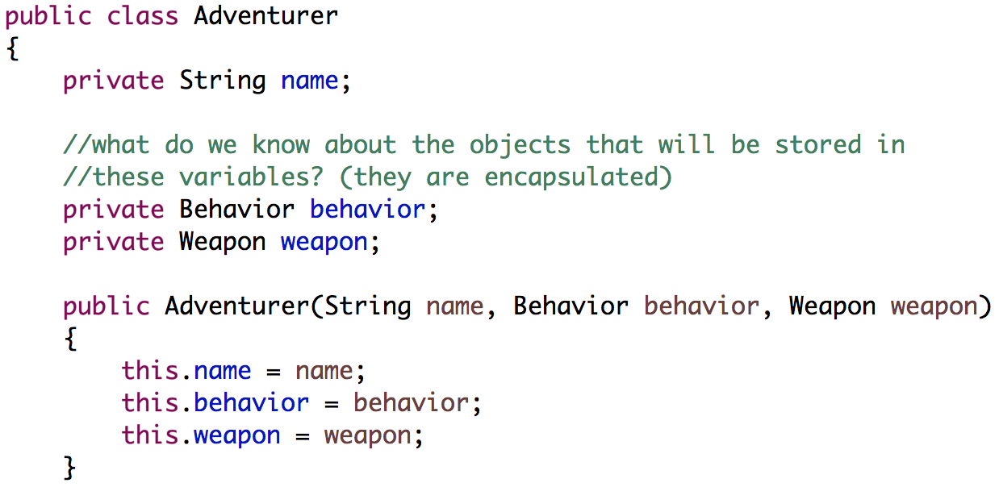 public class Adventurer
{
    private String name;

    //what do we know about the objects that will be stored in
    //these variables? (they are encapsulated)
    private Behavior behavior;
    private Weapon weapon;

    public Adventurer(String name, Behavior behavior, Weapon weapon)
    {
        this.name = name;
        this.behavior = behavior;
        this.weapon = weapon;
    }